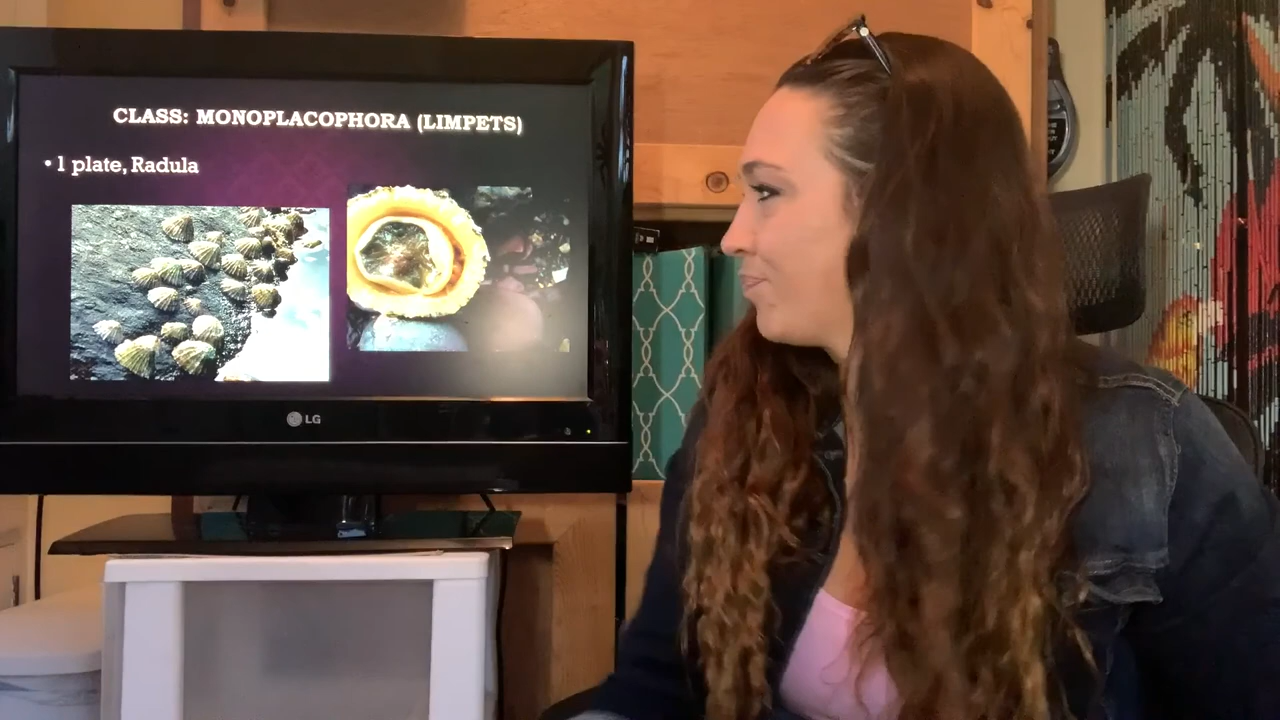 CLASS: MONOPLACOPHORA (LIMPETS)
• 1 plate, Radula
LG